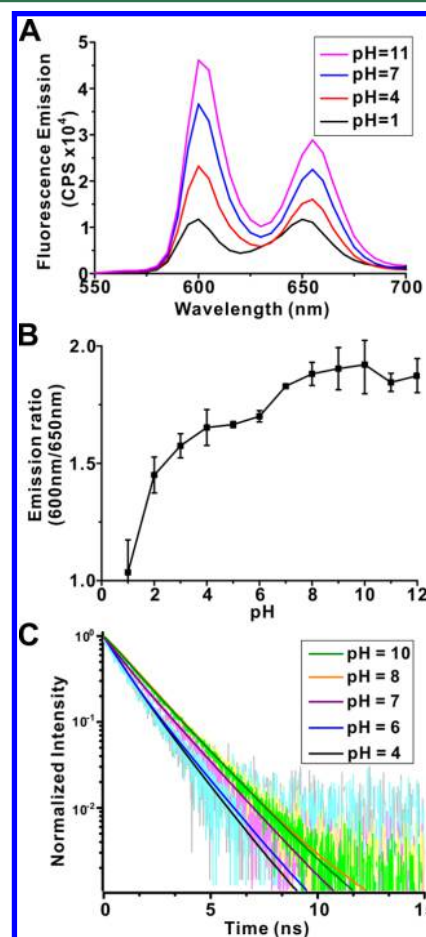 A
Fluorescence Emission
(CPS x10⁴)
5
4
3
2
1
0
pH=11
pH=7
pH=4
pH=1
550 600 650 700
Wavelength (nm)
B
Emission ratio
(600nm/650nm)
2.0
1.5
1.0
0 2 4 6 8 10 12
pH
C
Normalized Intensity
10⁰
10⁻¹
10⁻²
pH = 10
pH = 8
pH = 7
pH = 6
pH = 4
0 5 10 15
Time (ns)